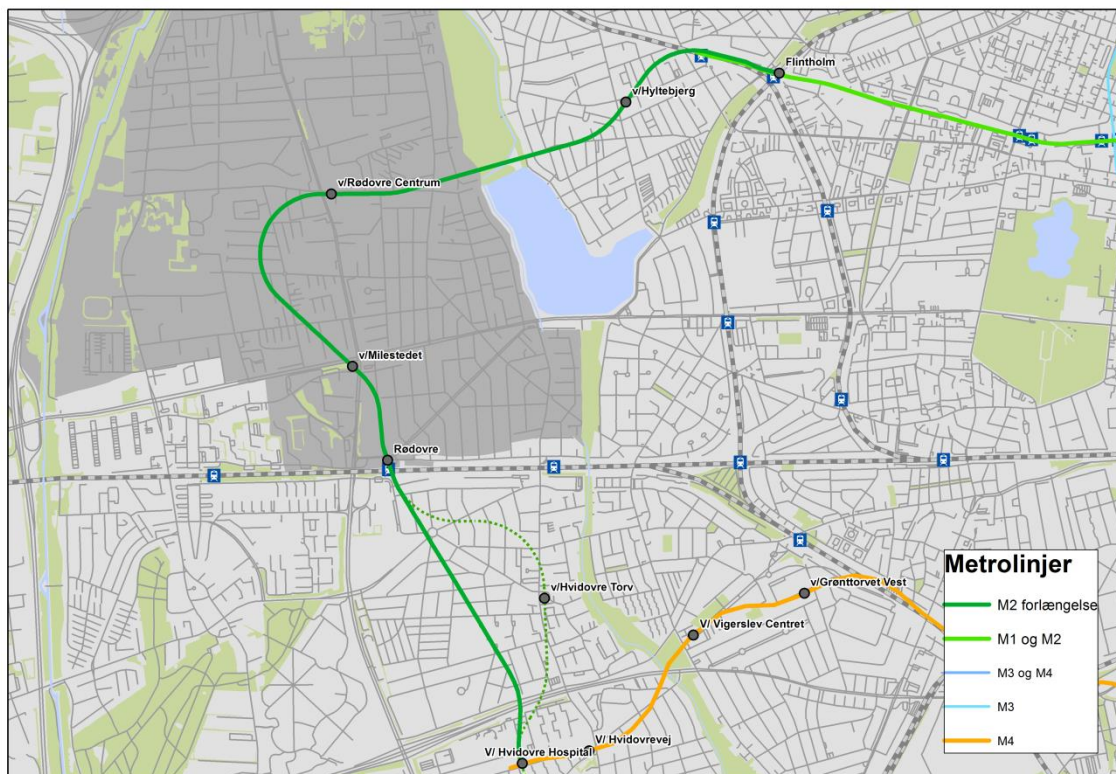 Flintholm
v/Hyltebjerg
v/Rødovre Centrum
v/Milestedet
Rødovre
v/Hvidovre Torv
v/Grønttorvet Vest
V/ Vigerslev Centret
V/ Hvidovrevej
V/ Hvidovre Hospital
Metrolinjer
M2 forlængelse
M1 og M2
M3 og M4
M3
M4